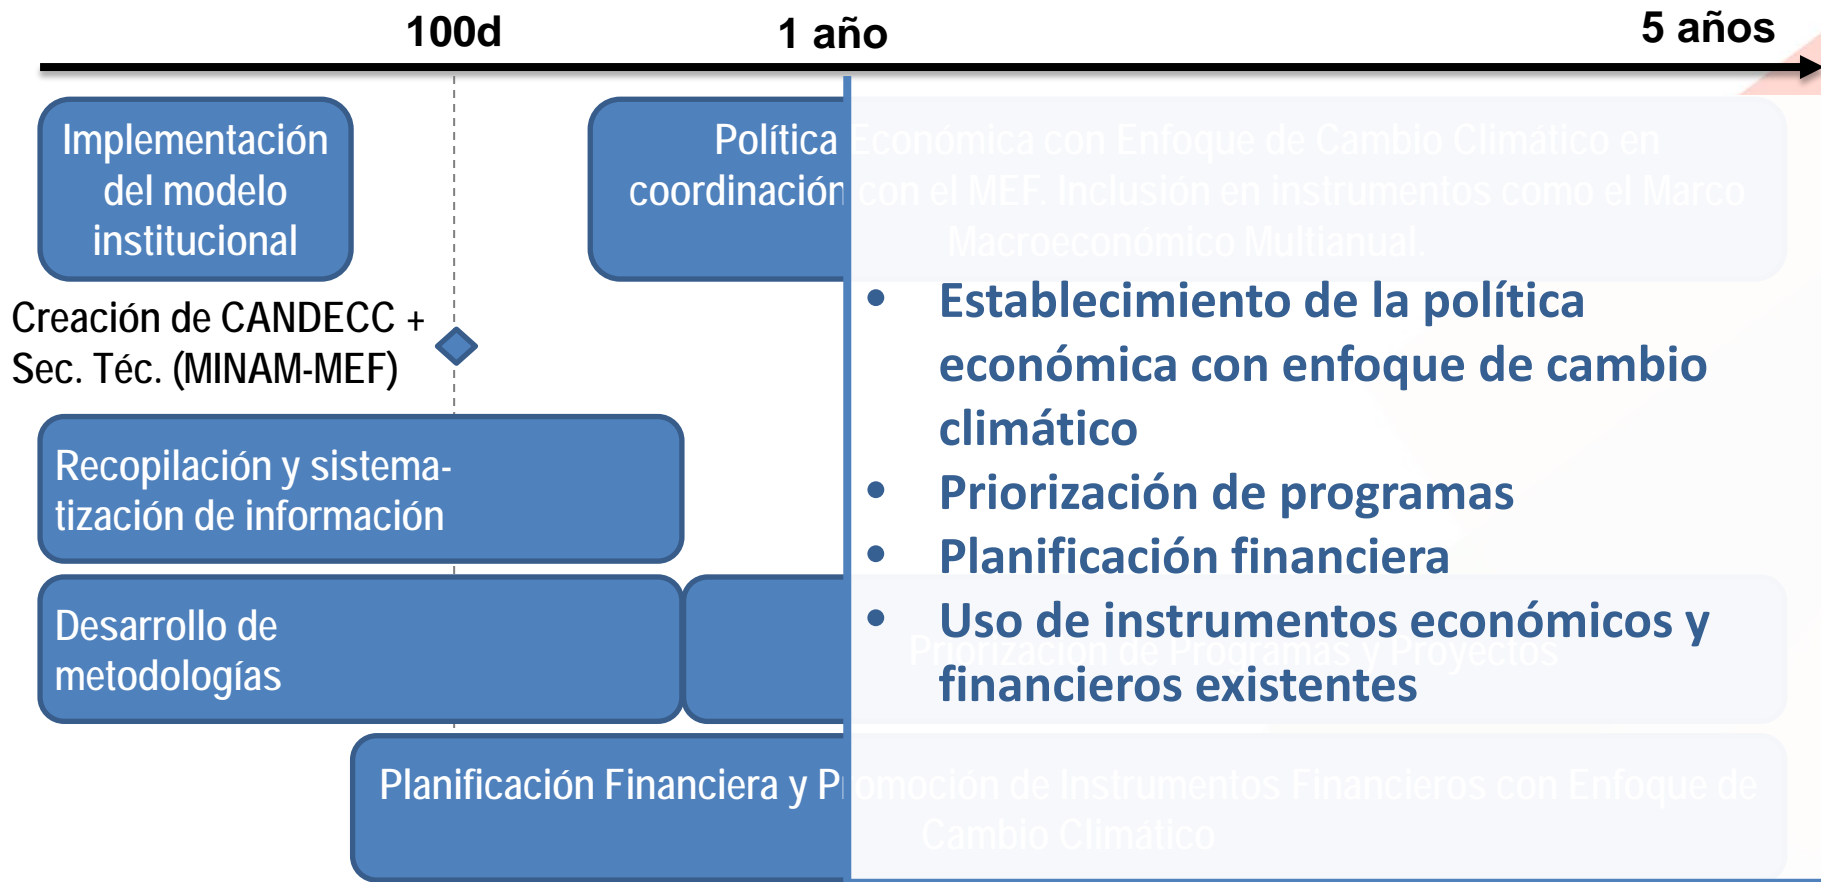 100d
1 año
5 años
Implementación
del modelo
institucional
Política Económica con Enfoque de Cambio Climático en
coordinación con el MEF. Inclusión en instrumentos como el Marco
Macroeconómico Multianual.
Creación de CANDECC +
Sec. Téc. (MINAM-MEF)
• Establecimiento de la política
económica con enfoque de cambio
climático
• Priorización de programas
• Planificación financiera
• Uso de instrumentos económicos y
financieros existentes
Recopilación y sistema-
tización de información
Desarrollo de
metodologías
Priorización de Programas y Proyectos
Planificación Financiera y Promoción de Instrumentos Financieros con Enfoque de
Cambio Climático